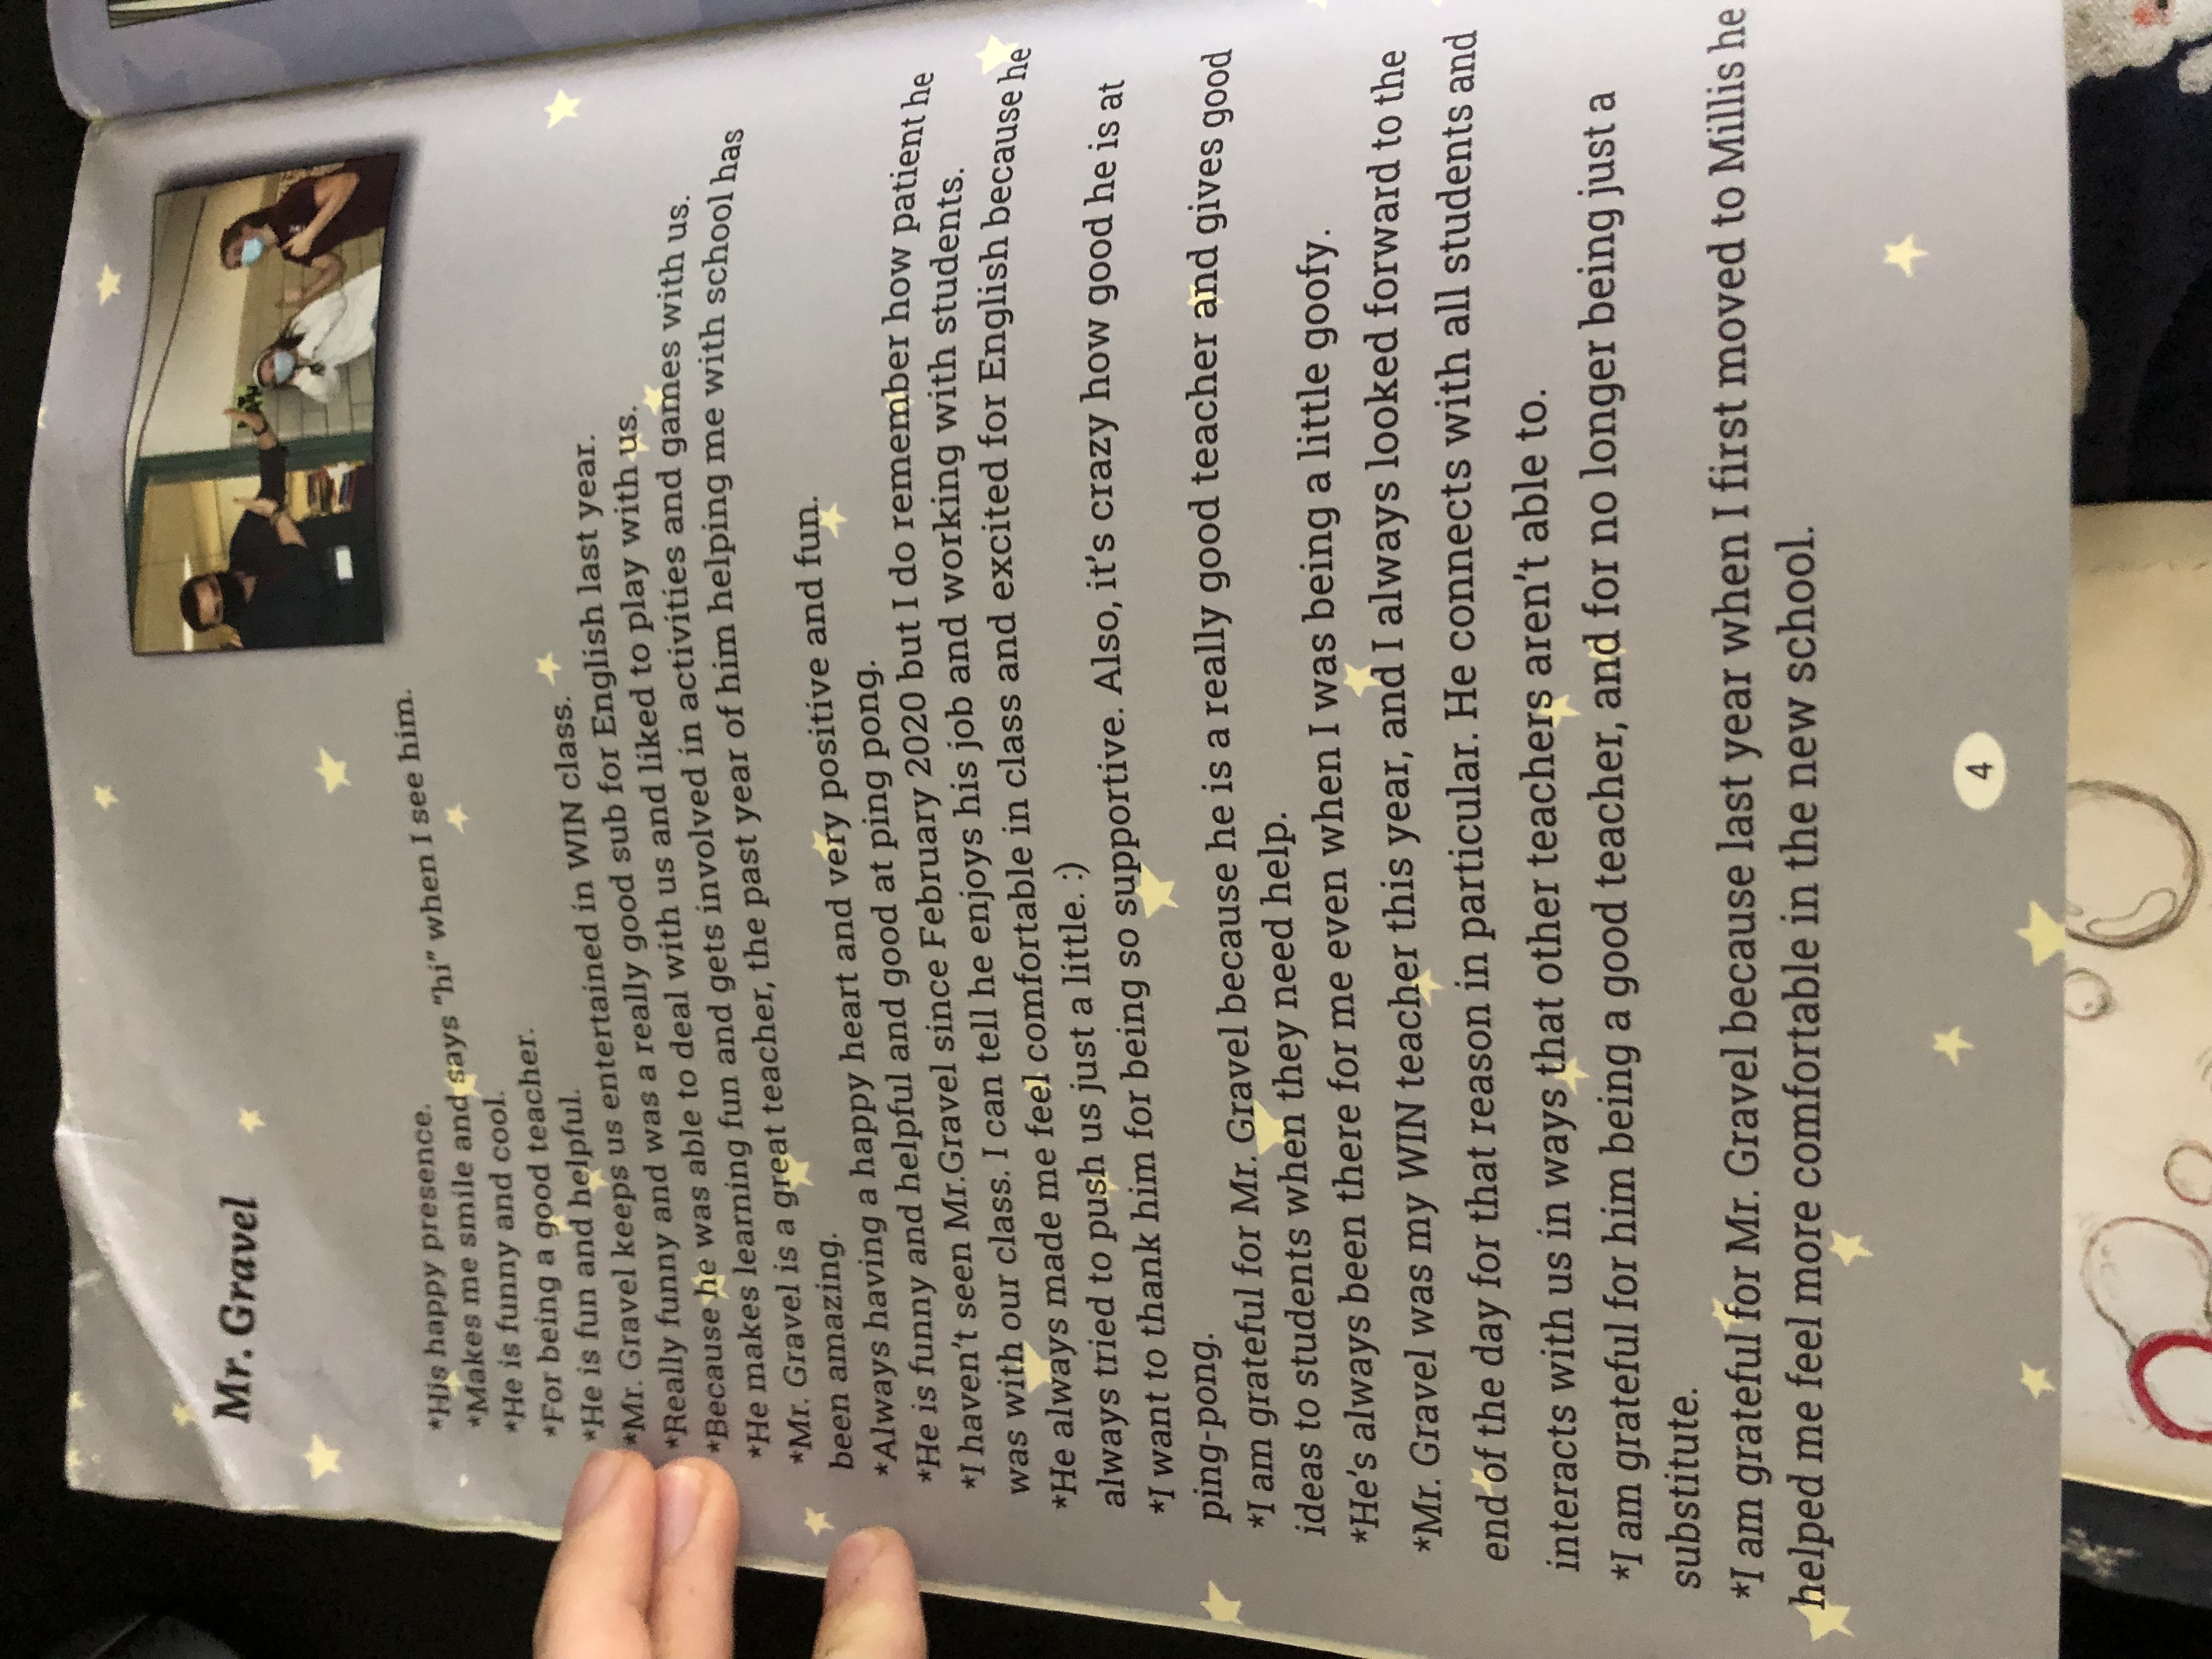 Mr. Gravel
*His happy presence.
*Makes me smile and says "hi" when I see him.
*He is funny and cool.
*For being a good teacher.
*He is fun and helpful.
*Mr. Gravel keeps us entertained in WIN class.
*Really funny and was a really good sub for English last year.
*Because he was able to deal with us and liked to play with us.
*He makes learning fun and gets involved in activities and games with us.
*Mr. Gravel is a great teacher, the past year of him helping me with school has
been amazing.
*Always having a happy heart and very positive and fun.
*He is funny and helpful and good at ping pong.
*I haven't seen Mr.Gravel since February 2020 but I do remember how patient he
was with our class. I can tell he enjoys his job and working with students.
*He always made me feel comfortable in class and excited for English because he
always tried to push us just a little. :)
*I want to thank him for being so supportive. Also, it's crazy how good he is at
ping-pong.
*I am grateful for Mr. Gravel because he is a really good teacher and gives good
ideas to students when they need help.
*He's always been there for me even when I was being a little goofy.
*Mr. Gravel was my WIN teacher this year, and I always looked forward to the
end of the day for that reason in particular. He connects with all students and
interacts with us in ways that other teachers aren't able to.
*I am grateful for him being a good teacher, and for no longer being just a
substitute.
*I am grateful for Mr. Gravel because last year when I first moved to Millis he
helped me feel more comfortable in the new school.
4